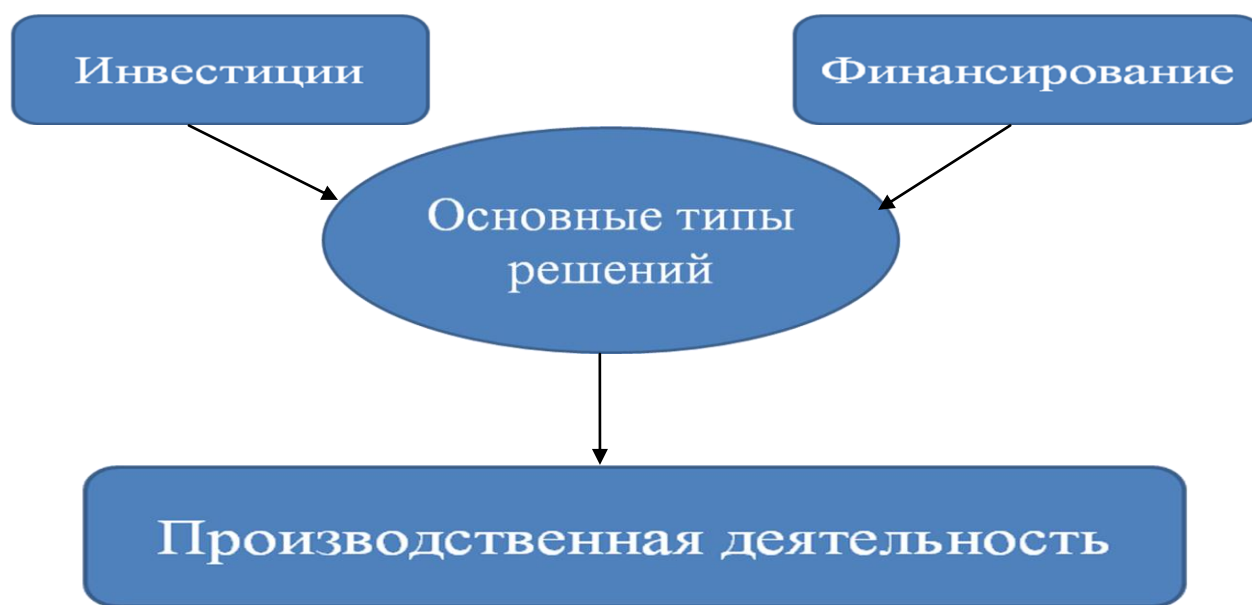 Инвестиции
Финансирование
Основные типы
решений
Производственная деятельность